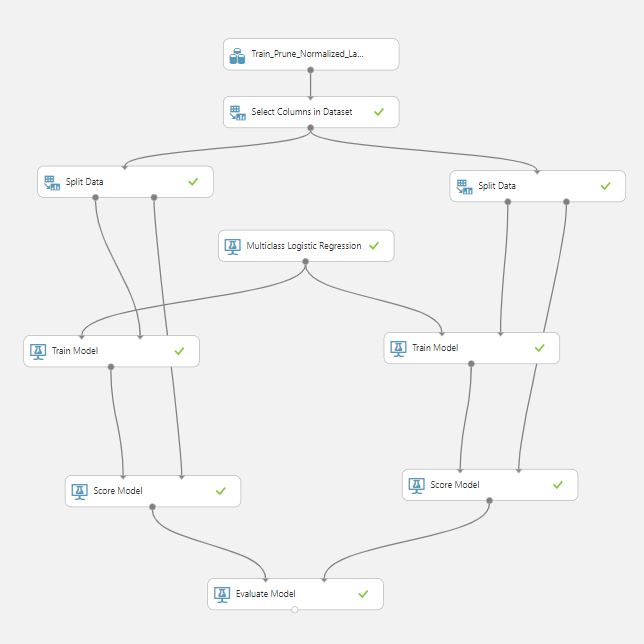 Train_Prune_Normalized_La...
Select Columns in Dataset
Split Data
Split Data
Multiclass Logistic Regression
Train Model
Train Model
Score Model
Score Model
Evaluate Model